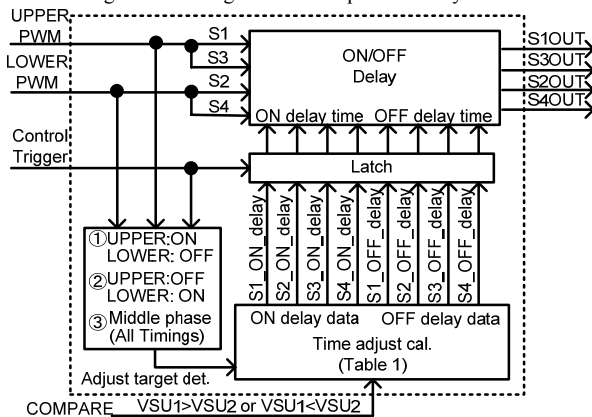 UPPER
PWM
LOWER
PWM
Control
Trigger
S1
S3
S2
S4
ON/OFF
Delay
ON delay time OFF delay time
S1OUT
S3OUT
S2OUT
S4OUT
Latch
S1_ON_delay
S2_ON_delay
S3_ON_delay
S4_ON_delay
S1_OFF_delay
S2_OFF_delay
S3_OFF_delay
S4_OFF_delay
①UPPER:ON
LOWER: OFF
②UPPER:OFF
LOWER: ON
③ Middle phase
(All Timings)
Adjust target det.
ON delay data OFF delay data
Time adjust cal.
(Table 1)
COMPARE VSU1>VSU2 or VSU1<VSU2